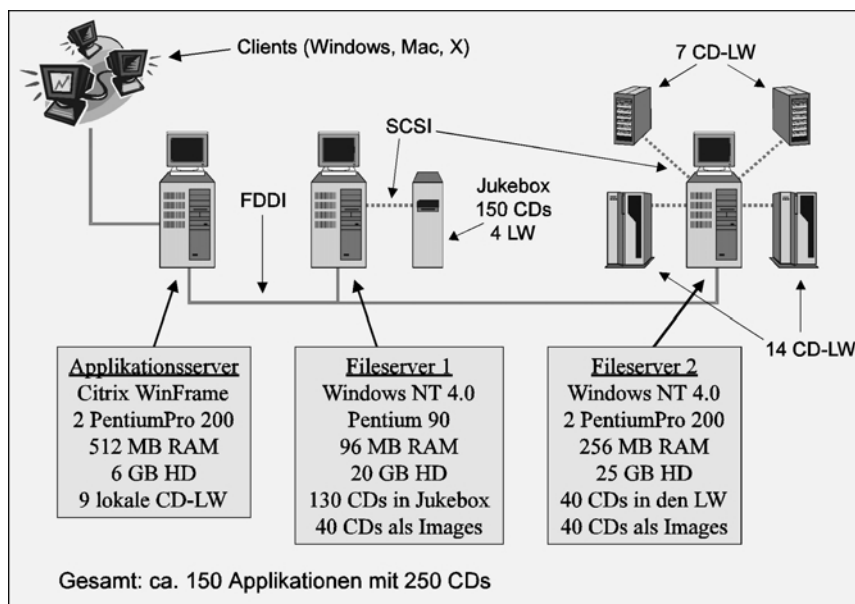 Clients (Windows, Mac, X)
7 CD-LW
SCSI
FDDI
Jukebox
150 CDs
4 LW
14 CD-LW
Applikationsserver
Citrix WinFrame
2 PentiumPro 200
512 MB RAM
6 GB HD
9 lokale CD-LW
Fileserver 1
Windows NT 4.0
Pentium 90
96 MB RAM
20 GB HD
130 CDs in Jukebox
40 CDs als Images
Fileserver 2
Windows NT 4.0
2 PentiumPro 200
256 MB RAM
25 GB HD
40 CDs in den LW
40 CDs als Images
Gesamt: ca. 150 Applikationen mit 250 CDs